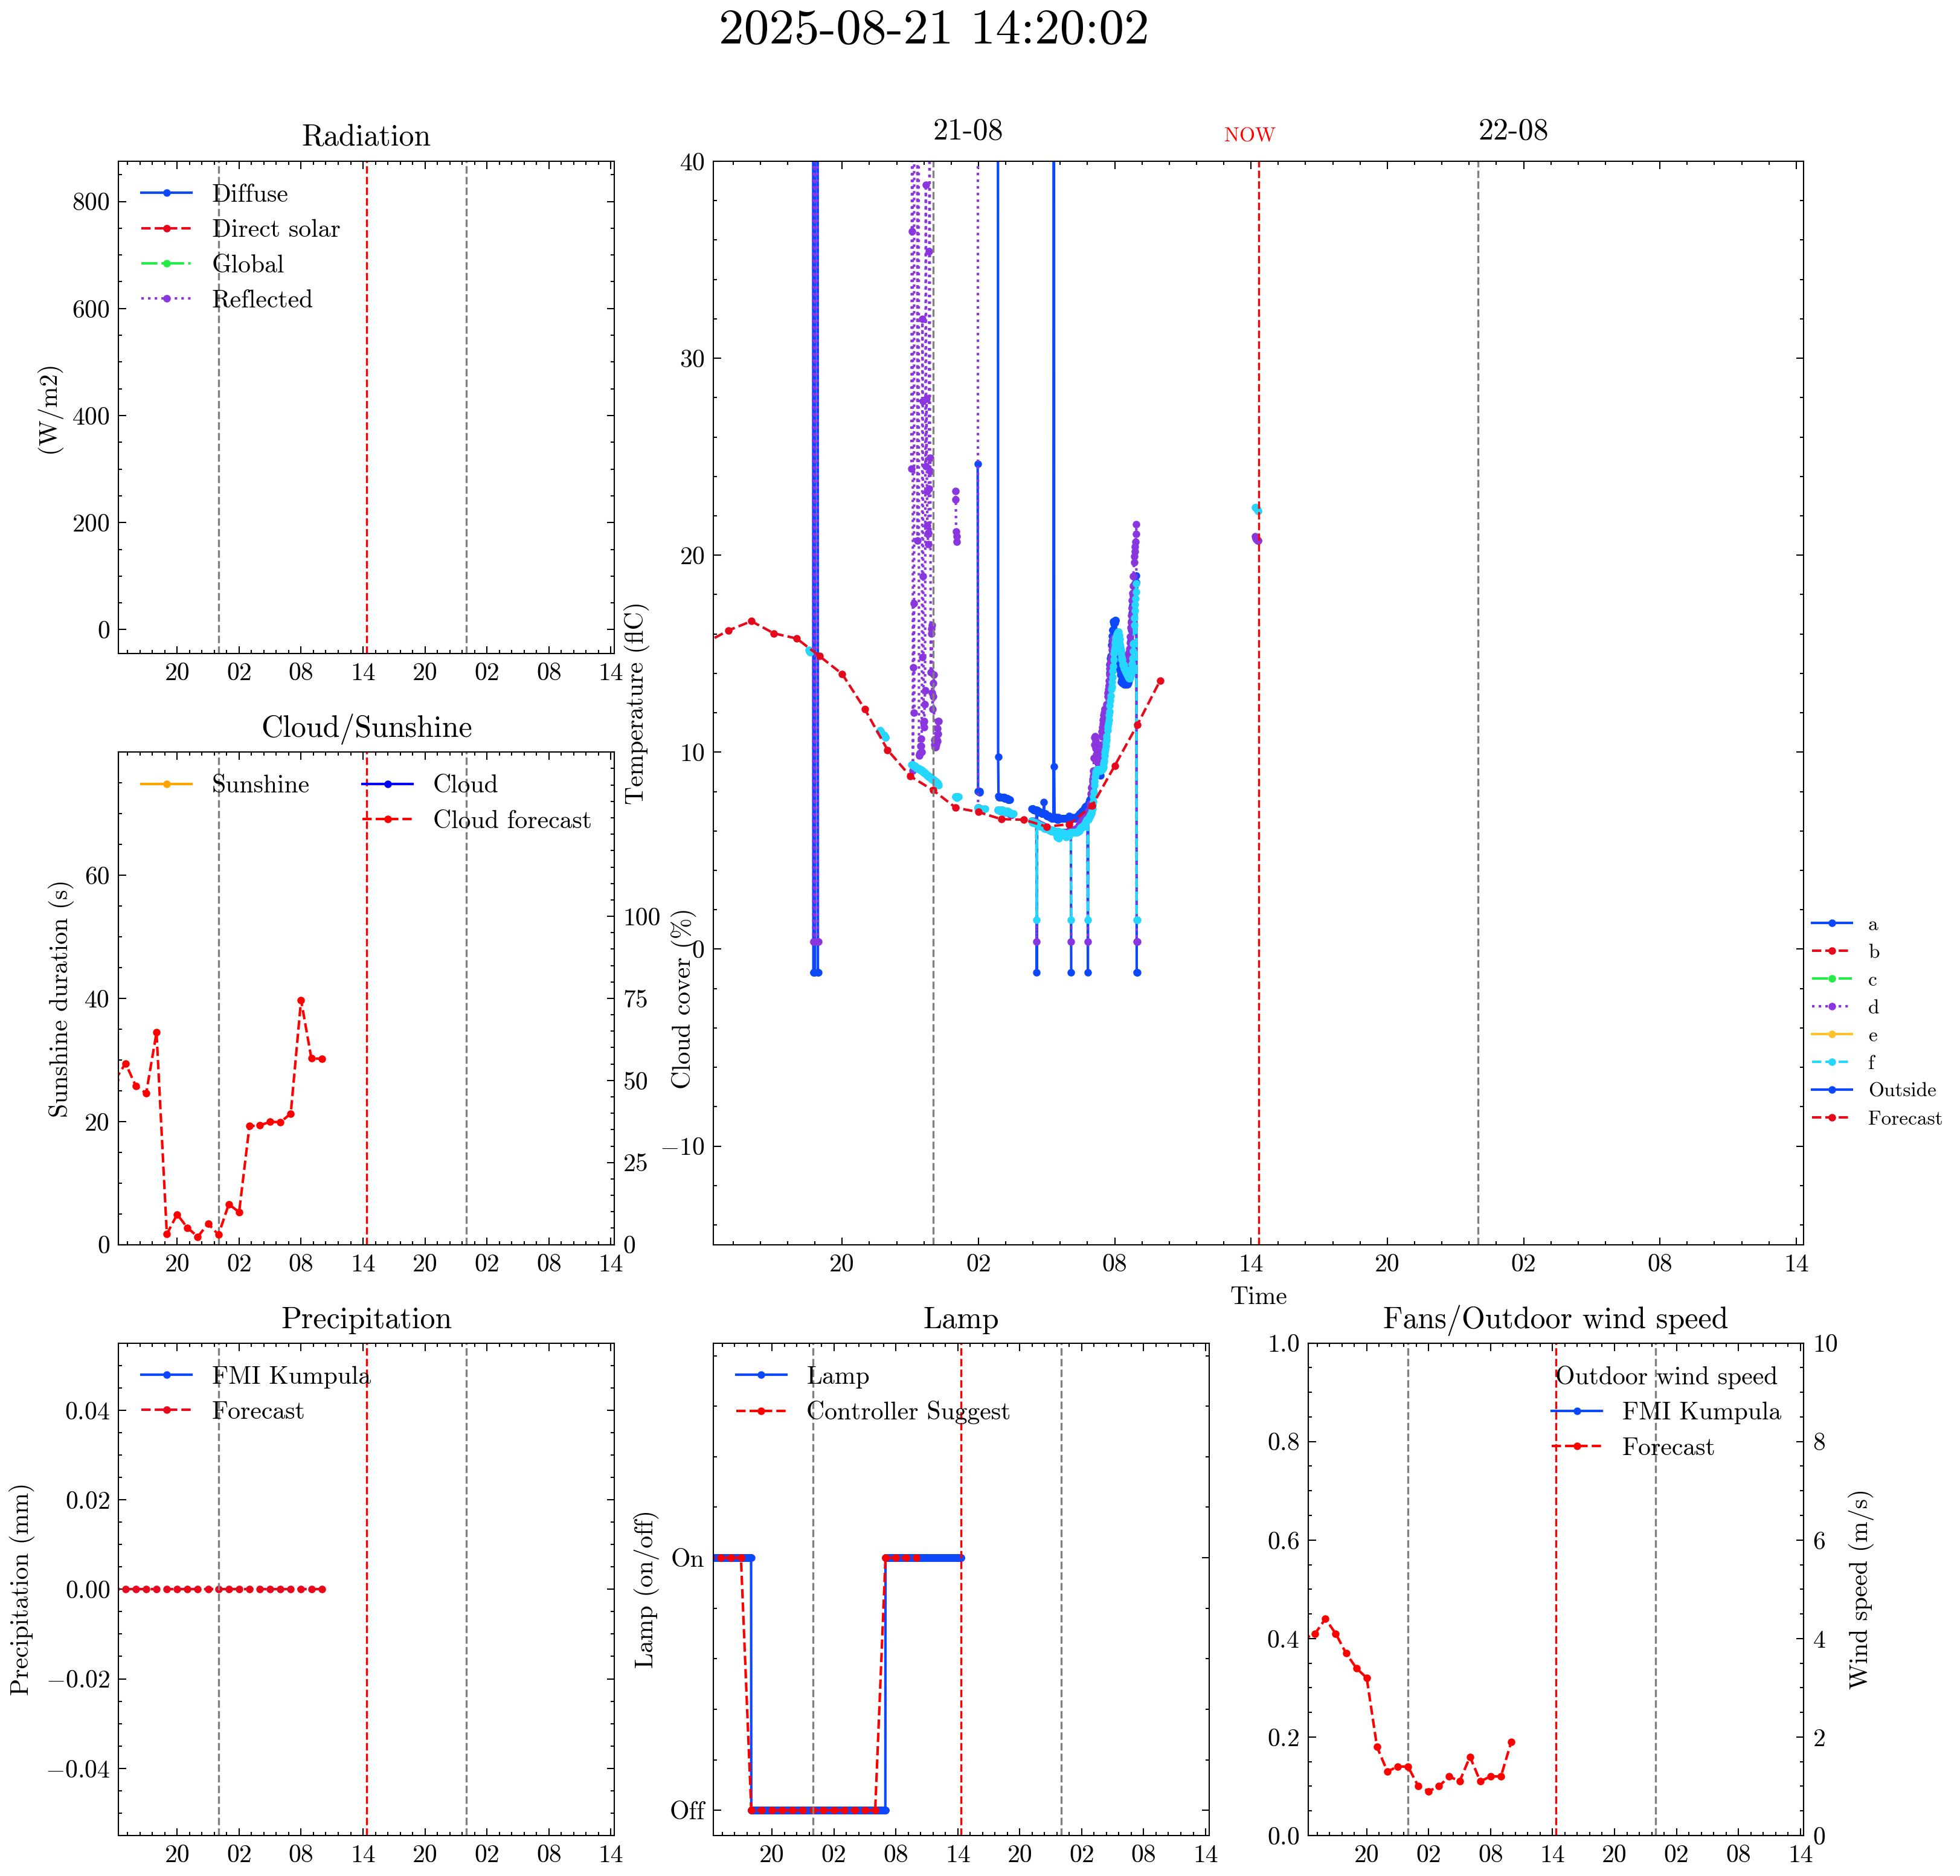 2025-08-21 14:20:02
Radiation
Diffuse
Direct solar
Global
Reflected
(W/m2)
800
600
400
200
0
20 02 08 14 20 02 08 14
21-08
NOW
22-08
40
30
20
10
0
−10
Temperature (flC)
20 02 08 14 20 02 08 14
Time
a
b
c
d
e
f
Outside
Forecast
Cloud/Sunshine
Sunshine
Cloud
Cloud forecast
Sunshine duration (s)
60
40
20
0
100
75
50
25
0
Cloud cover (%)
20 02 08 14 20 02 08 14
Precipitation
FMI Kumpula
Forecast
Precipitation (mm)
0.04
0.02
0.00
−0.02
−0.04
20 02 08 14 20 02 08 14
Lamp
Lamp
Controller Suggest
Lamp (on/off)
On
Off
20 02 08 14 20 02 08 14
Fans/Outdoor wind speed
Outdoor wind speed
FMI Kumpula
Forecast
1.0
0.8
0.6
0.4
0.2
0.0
10
8
6
4
2
0
Wind speed (m/s)
20 02 08 14 20 02 08 14